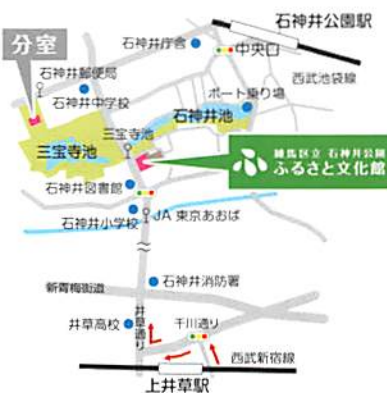 石神井公園駅
分室
石神井庁舎
中央口
石神井郵便局
西武池袋線
石神井中学校
ボート乗り場
石神井池
三宝寺池
三宝寺池
練馬区立 石神井公園
ふるさと文化館
石神井図書館
石神井小学校
JA 東京あおば
石神井消防署
新青梅街道
井草高校
井草通り
千川通り
西武新宿線
上井草駅